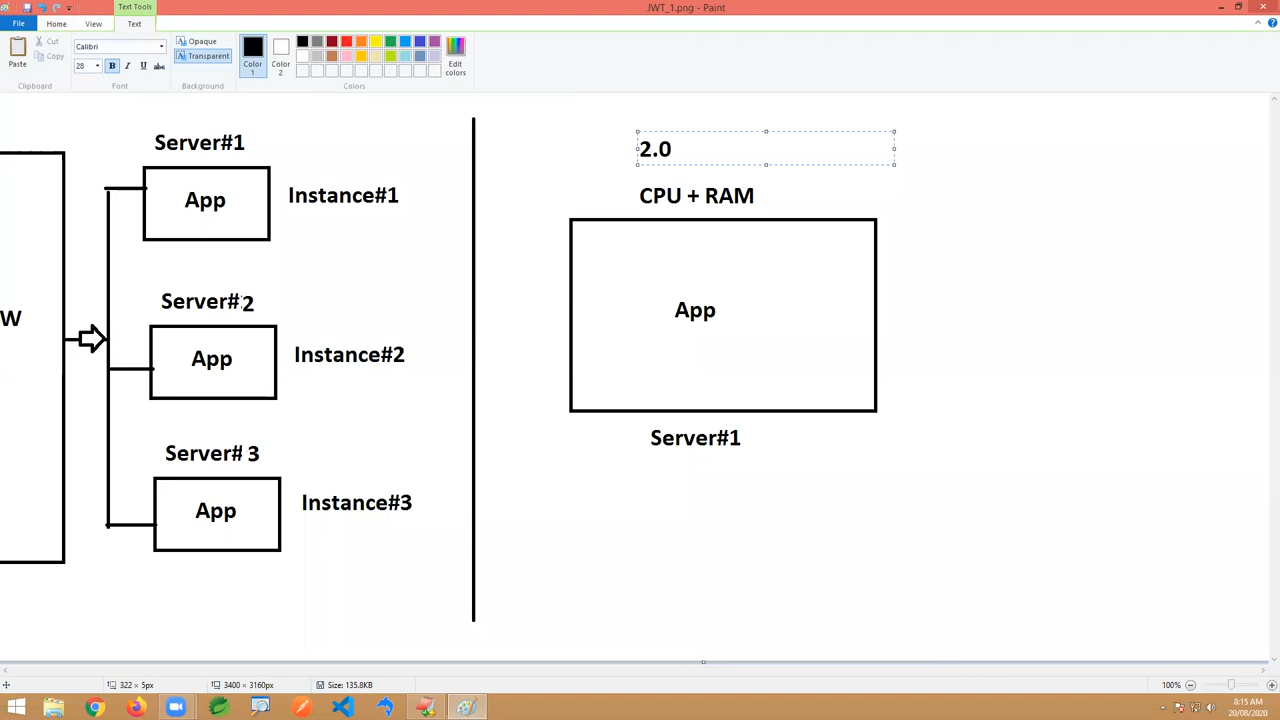 Text Tools
JWT_1.png - Paint
File
Home
View
Text
Paste
Cut
Copy
Clipboard
Calibri
28
B
I
U
abc
Font
Opaque
Transparent
Background
Color 1
Color 2
Edit colors
Colors
W
Server#1
App
Instance#1
Server#2
App
Instance#2
Server# 3
App
Instance#3
2.0
CPU + RAM
App
Server#1
322 × 5px
3400 × 3160px
Size: 135.8KB
100%
8:15 AM
20/08/2020